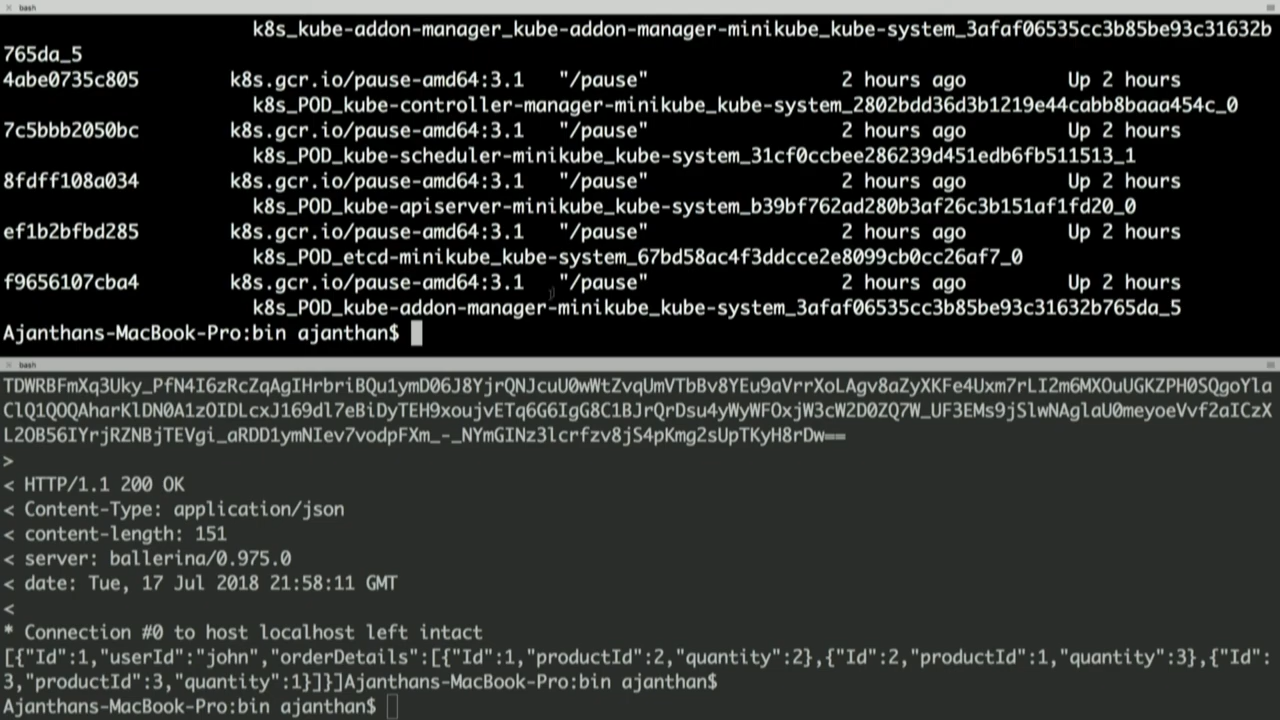 bash
k8s_kube-addon-manager_kube-addon-manager-minikube_kube-system_3afaf06535cc3b85be93c31632b
765da_5
4abe0735c805 k8s.gcr.io/pause-amd64:3.1 "/pause" 2 hours ago Up 2 hours
k8s_POD_kube-controller-manager-minikube_kube-system_2802bdd36d3b1219e44cabb8baaa454c_0
7c5bbb2050bc k8s.gcr.io/pause-amd64:3.1 "/pause" 2 hours ago Up 2 hours
k8s_POD_kube-scheduler-minikube_kube-system_31cf0ccbee286239d451edb6fb511513_1
8fdff108a034 k8s.gcr.io/pause-amd64:3.1 "/pause" 2 hours ago Up 2 hours
k8s_POD_kube-apiserver-minikube_kube-system_b39bf762ad280b3af26c3b151af1fd20_0
ef1b2bfbd285 k8s.gcr.io/pause-amd64:3.1 "/pause" 2 hours ago Up 2 hours
k8s_POD_etcd-minikube_kube-system_67bd58ac4f3ddcce2e8099cb0cc26af7_0
f9656107cba4 k8s.gcr.io/pause-amd64:3.1 "/pause" 2 hours ago Up 2 hours
k8s_POD_kube-addon-manager-minikube_kube-system_3afaf06535cc3b85be93c31632b765da_5
Ajanthans-MacBook-Pro:bin ajanthan$
bash
TDWRBFmXq3Uky_PfN4I6zRcZqAgIHrbriBQu1ymD06J8YjrQNJcuU0wWtZvqUmVTbBv8YEu9aVrrXoLAgv8aZyXKFe4Uxm7rLI2m6MXOuUGKZPH0SQgoYla
ClQ1QOQAharKlDN0A1zOIDLcxJ169dl7eBiDyTEH9xoujvETq6G6IgG8C1BJrQrDsu4yWyWFOxjW3cW2D0ZQ7W_UF3EMs9jSlwNAglaU0meyoeVvf2aICzX
L2OB56IYrjRZNBjTEVgi_aRDD1ymNIev7vodpFXm_-_NYmGINz3lcrfzv8jS4pKmg2sUpTKyH8rDw==
>
< HTTP/1.1 200 OK
< Content-Type: application/json
< content-length: 151
< server: ballerina/0.975.0
< date: Tue, 17 Jul 2018 21:58:11 GMT
<
* Connection #0 to host localhost left intact
[{"Id":1,"userId":"john","orderDetails":[{"Id":1,"productId":2,"quantity":2},{"Id":2,"productId":1,"quantity":3},{"Id":
3,"productId":3,"quantity":1}]}]Ajanthans-MacBook-Pro:bin ajanthan$
Ajanthans-MacBook-Pro:bin ajanthan$